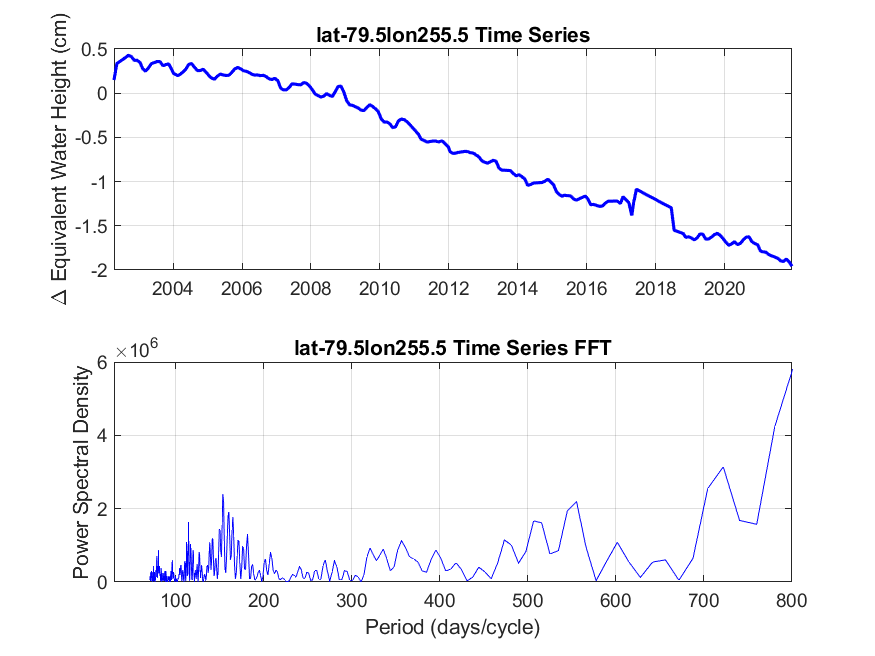 lat-79.5lon255.5 Time Series
Δ Equivalent Water Height (cm)
0.5
0
-0.5
-1
-1.5
-2
2004 2006 2008 2010 2012 2014 2016 2018 2020
lat-79.5lon255.5 Time Series FFT
×10^6
Power Spectral Density
6
4
2
0
100 200 300 400 500 600 700 800
Period (days/cycle)